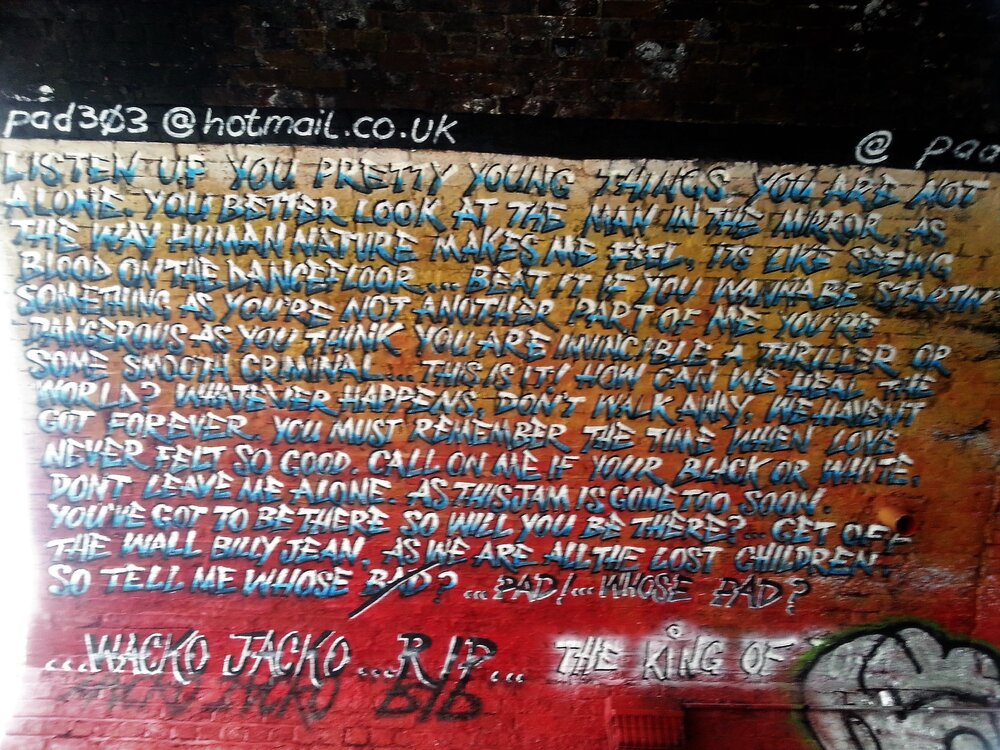 pad303@hotmail.co.uk @ pad
LISTEN UP YOU PRETTY YOUNG THINGS. YOU ARE NOT
ALONE. YOU BETTER LOOK AT THE MAN IN THE MIRROR, AS
THE WAY HUMAN NATURE MAKES ME FEEL, ITS LIKE SEEING
BLOOD ON THE DANCEFLOOR... BEAT IT IF YOU WANNA BE STARTIN'
SOMETHING AS YOU'RE NOT ANOTHER PART OF ME. YOU'RE
DANGEROUS AS YOU THINK YOU ARE INVINCIBLE. A THRILLER OR
SOME SMOOTH CRIMINAL... THIS IS IT! HOW CAN WE HEAL THE
WORLD? WHATEVER HAPPENS, DON'T WALK AWAY. WE HAVEN'T
GOT FOREVER. YOU MUST REMEMBER THE TIME WHEN LOVE
NEVER FELT SO GOOD. CALL ON ME IF YOUR BLACK OR WHITE.
DONT LEAVE ME ALONE. AS THIS JAM IS GONE TOO SOON.
YOU'VE GOT TO BE THERE SO WILL YOU BE THERE?... GET OFF
THE WALL BILLY JEAN, AS WE ARE ALL THE LOST CHILDREN.
SO TELL ME WHOSE BAD? ...PAD!... WHOSE BAD?
...WACKO JACKO...R.I.P... THE KING OF